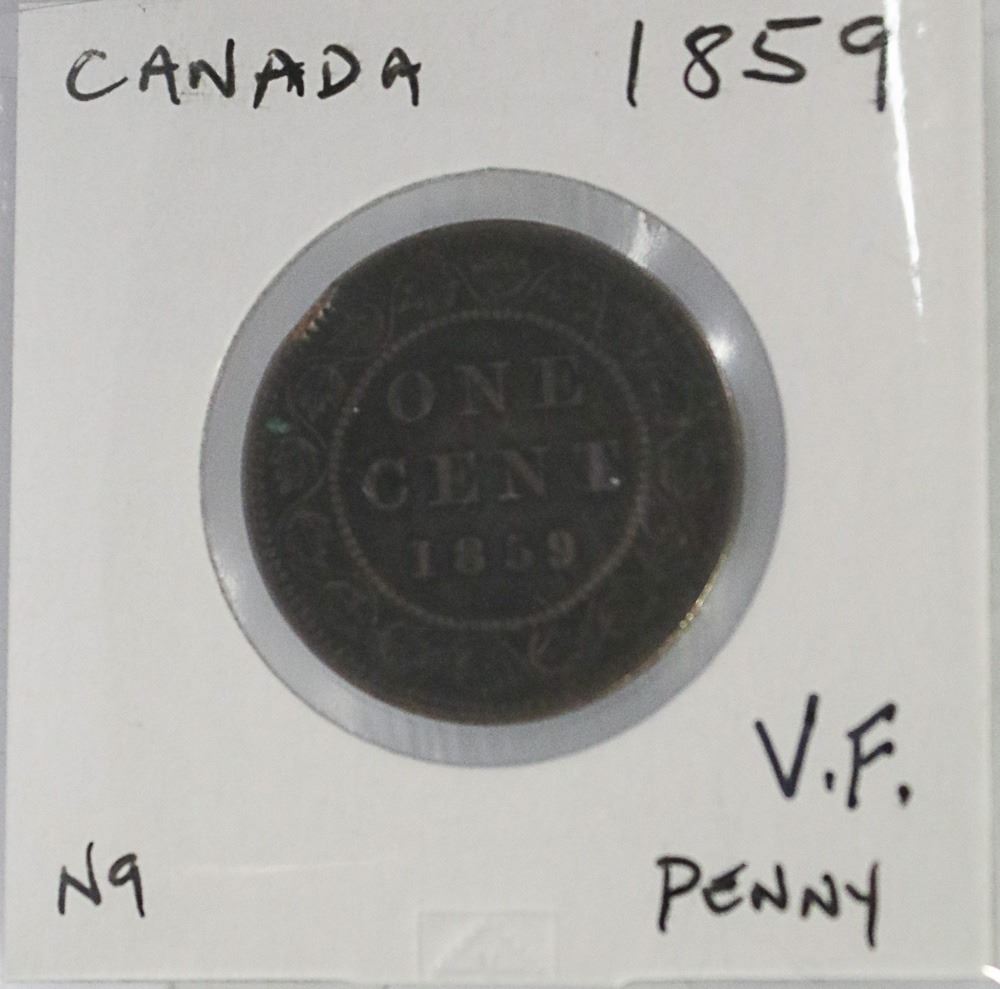 CANADA 1859
ONE
CENT
1859
V.F.
N9 PENNY